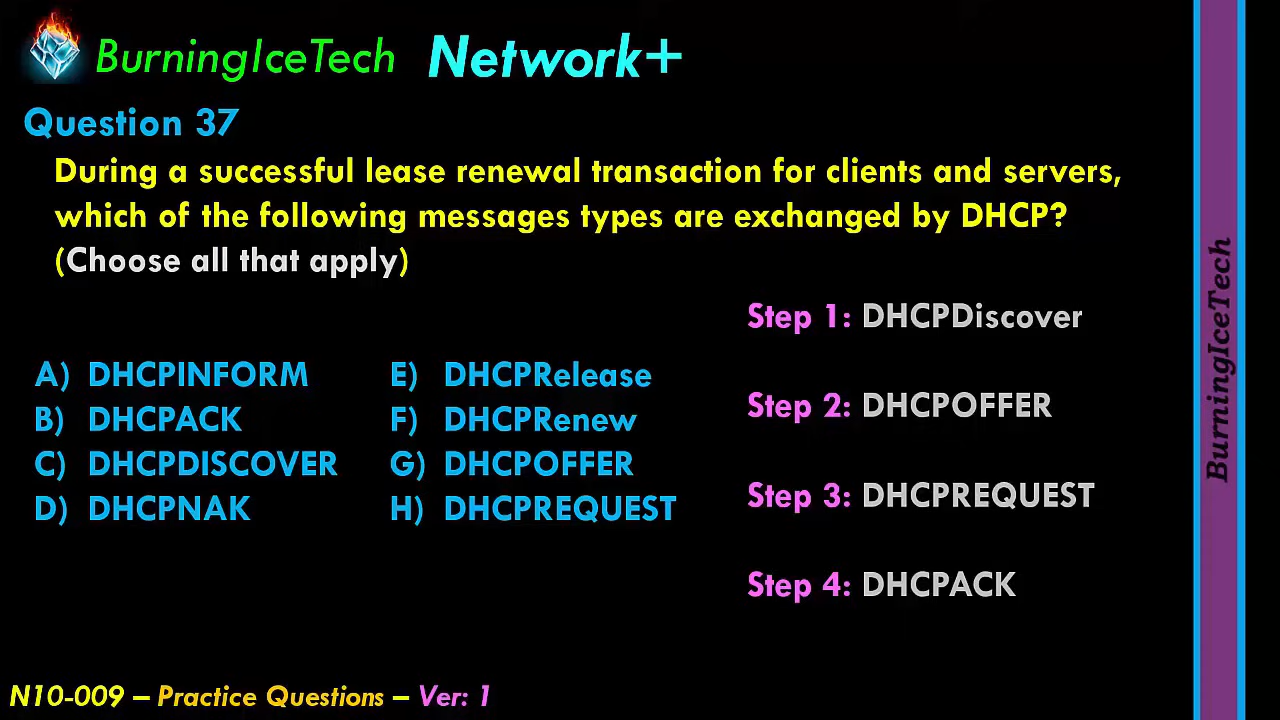 BurningIceTech Network+
Question 37
During a successful lease renewal transaction for clients and servers,
which of the following messages types are exchanged by DHCP?
(Choose all that apply)
A) DHCPINFORM
B) DHCPACK
C) DHCPDISCOVER
D) DHCPNAK
E) DHCPRelease
F) DHCPRenew
G) DHCPOFFER
H) DHCPREQUEST
Step 1: DHCPDiscover
Step 2: DHCPOFFER
Step 3: DHCPREQUEST
Step 4: DHCPACK
BurningIceTech
N10-009 – Practice Questions – Ver: 1